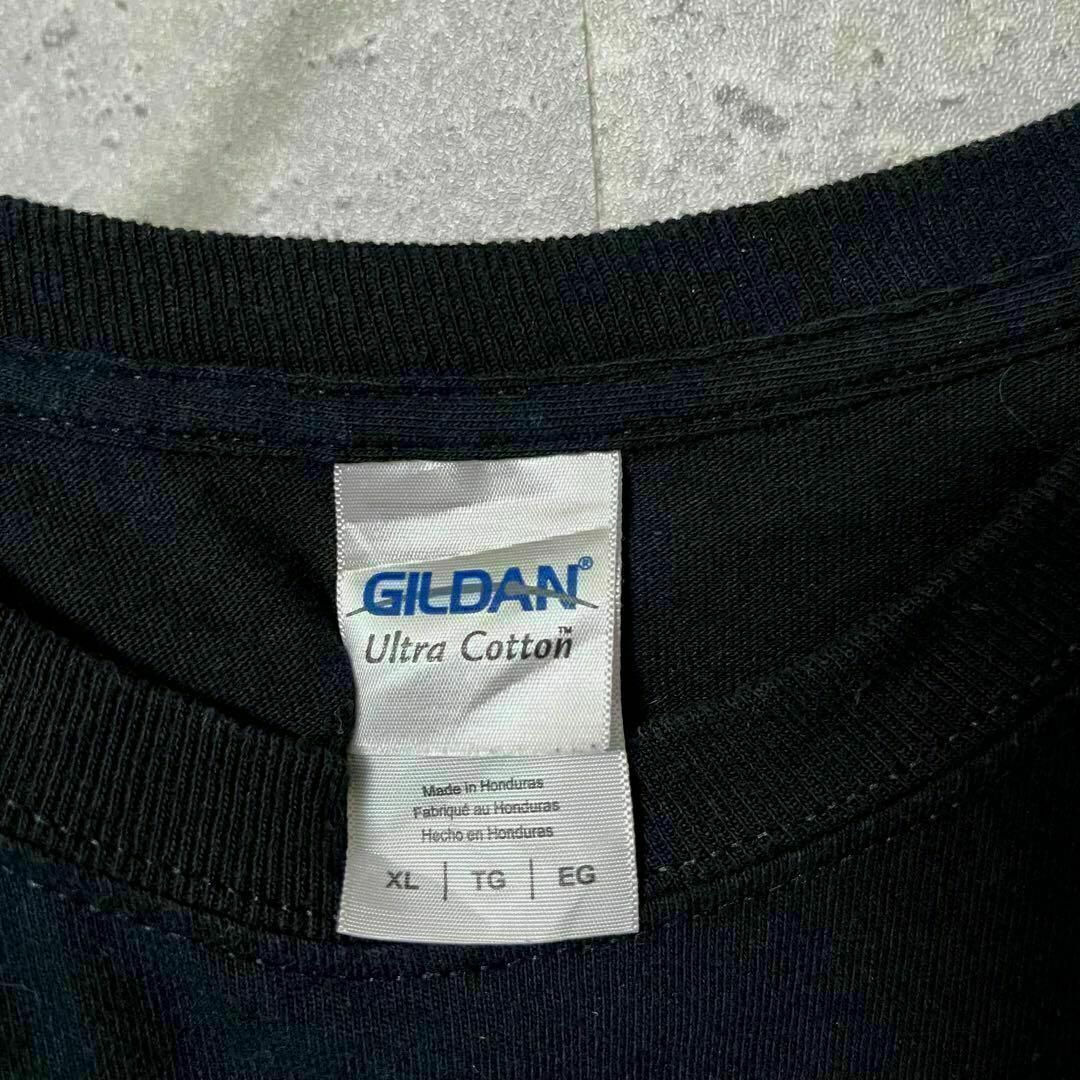 GILDAN®
Ultra Cotton™
Made in Honduras
Fabriqué au Honduras
Hecho en Honduras
XL | TG | EG